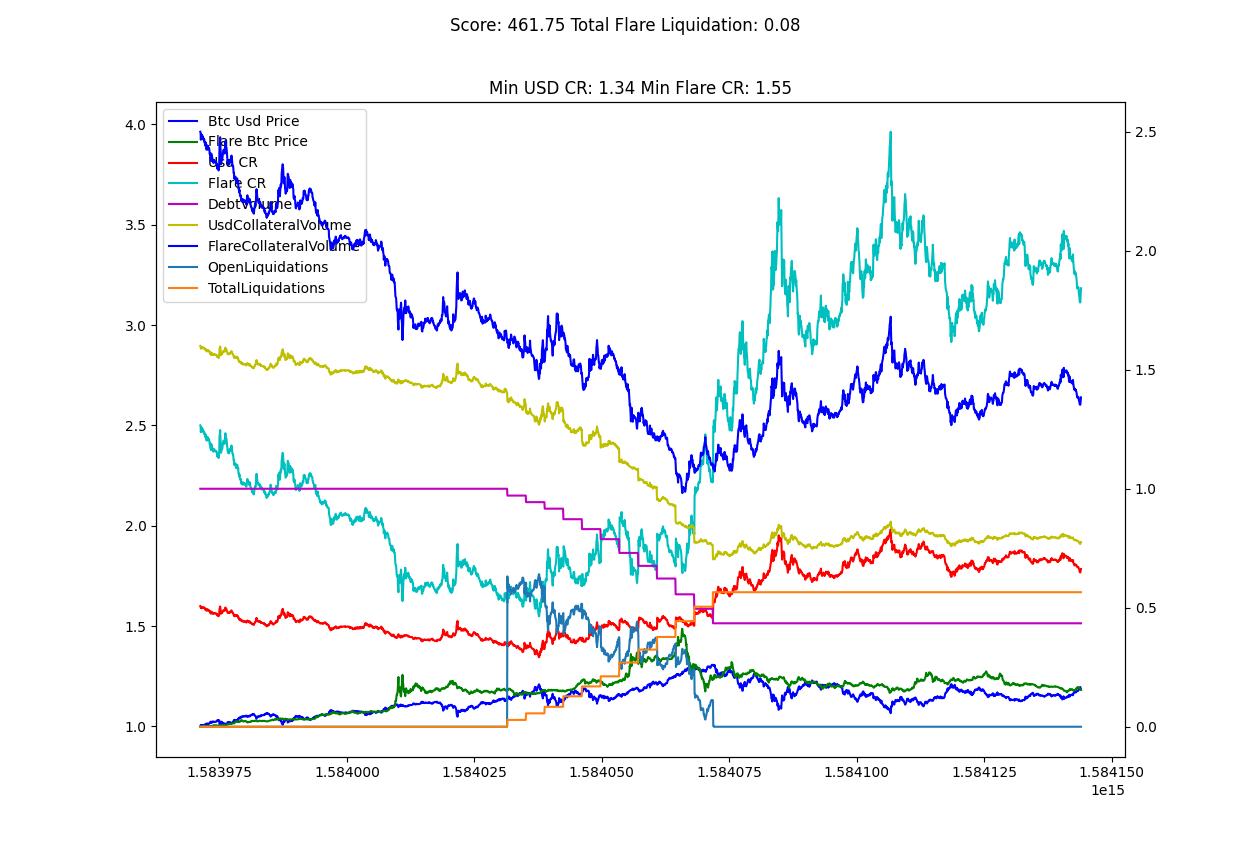 Score: 461.75 Total Flare Liquidation: 0.08
Min USD CR: 1.34 Min Flare CR: 1.55
Btc Usd Price
Flare Btc Price
Usd CR
Flare CR
DebtVolume
UsdCollateralVolume
FlareCollateralVolume
OpenLiquidations
TotalLiquidations
4.0
3.5
3.0
2.5
2.0
1.5
1.0
2.5
2.0
1.5
1.0
0.5
0.0
1.583975 1.584000 1.584025 1.584050 1.584075 1.584100 1.584125 1.584150
1e15